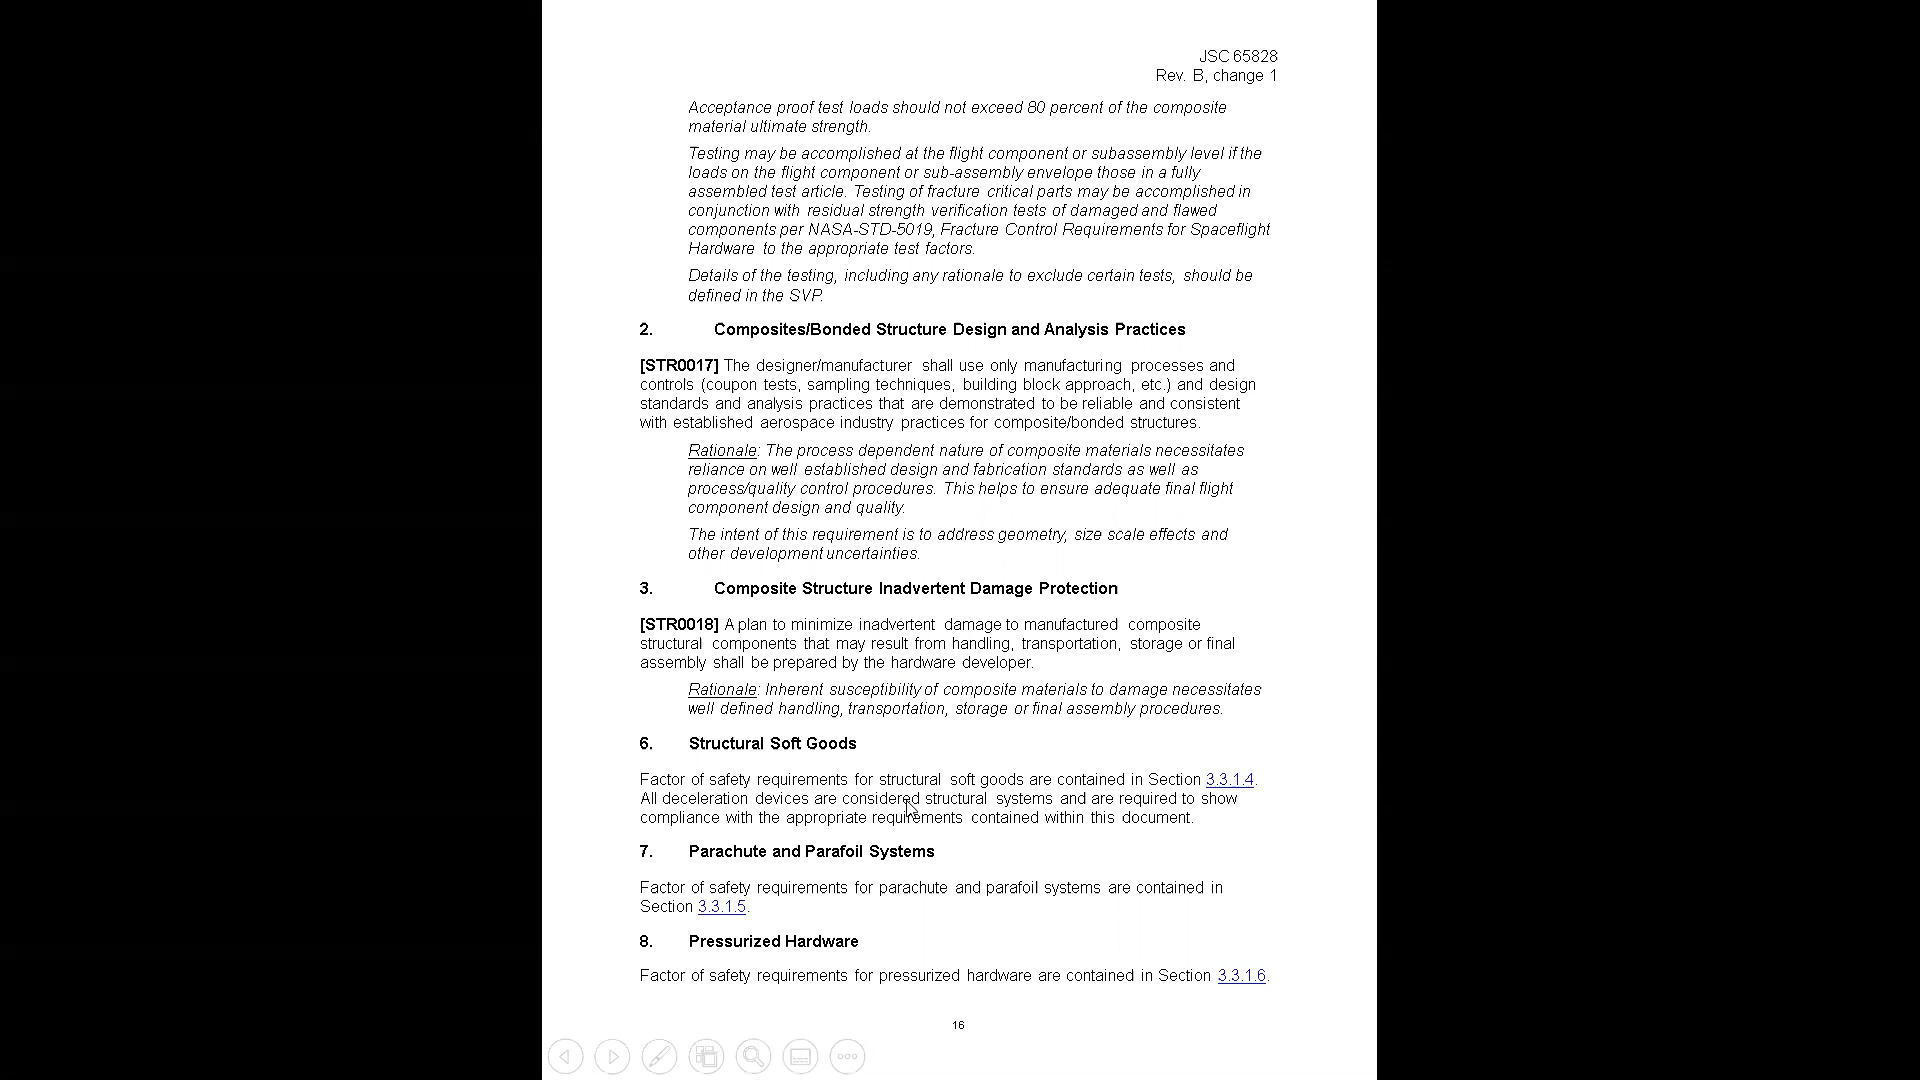 JSC 65828
Rev. B, change 1
Acceptance proof test loads should not exceed 80 percent of the composite
material ultimate strength.
Testing may be accomplished at the flight component or subassembly level if the
loads on the flight component or sub-assembly envelope those in a fully
assembled test article. Testing of fracture critical parts may be accomplished in
conjunction with residual strength verification tests of damaged and flawed
components per NASA-STD-5019, Fracture Control Requirements for Spaceflight
Hardware to the appropriate test factors.
Details of the testing, including any rationale to exclude certain tests, should be
defined in the SVP.
2. Composites/Bonded Structure Design and Analysis Practices
[STR0017] The designer/manufacturer shall use only manufacturing processes and
controls (coupon tests, sampling techniques, building block approach, etc.) and design
standards and analysis practices that are demonstrated to be reliable and consistent
with established aerospace industry practices for composite/bonded structures.
Rationale: The process dependent nature of composite materials necessitates
reliance on well established design and fabrication standards as well as
process/quality control procedures. This helps to ensure adequate final flight
component design and quality.
The intent of this requirement is to address geometry, size scale effects and
other development uncertainties.
3. Composite Structure Inadvertent Damage Protection
[STR0018] A plan to minimize inadvertent damage to manufactured composite
structural components that may result from handling, transportation, storage or final
assembly shall be prepared by the hardware developer.
Rationale: Inherent susceptibility of composite materials to damage necessitates
well defined handling, transportation, storage or final assembly procedures.
6. Structural Soft Goods
Factor of safety requirements for structural soft goods are contained in Section 3.3.1.4.
All deceleration devices are considered structural systems and are required to show
compliance with the appropriate requirements contained within this document.
7. Parachute and Parafoil Systems
Factor of safety requirements for parachute and parafoil systems are contained in
Section 3.3.1.5.
8. Pressurized Hardware
Factor of safety requirements for pressurized hardware are contained in Section 3.3.1.6.
16